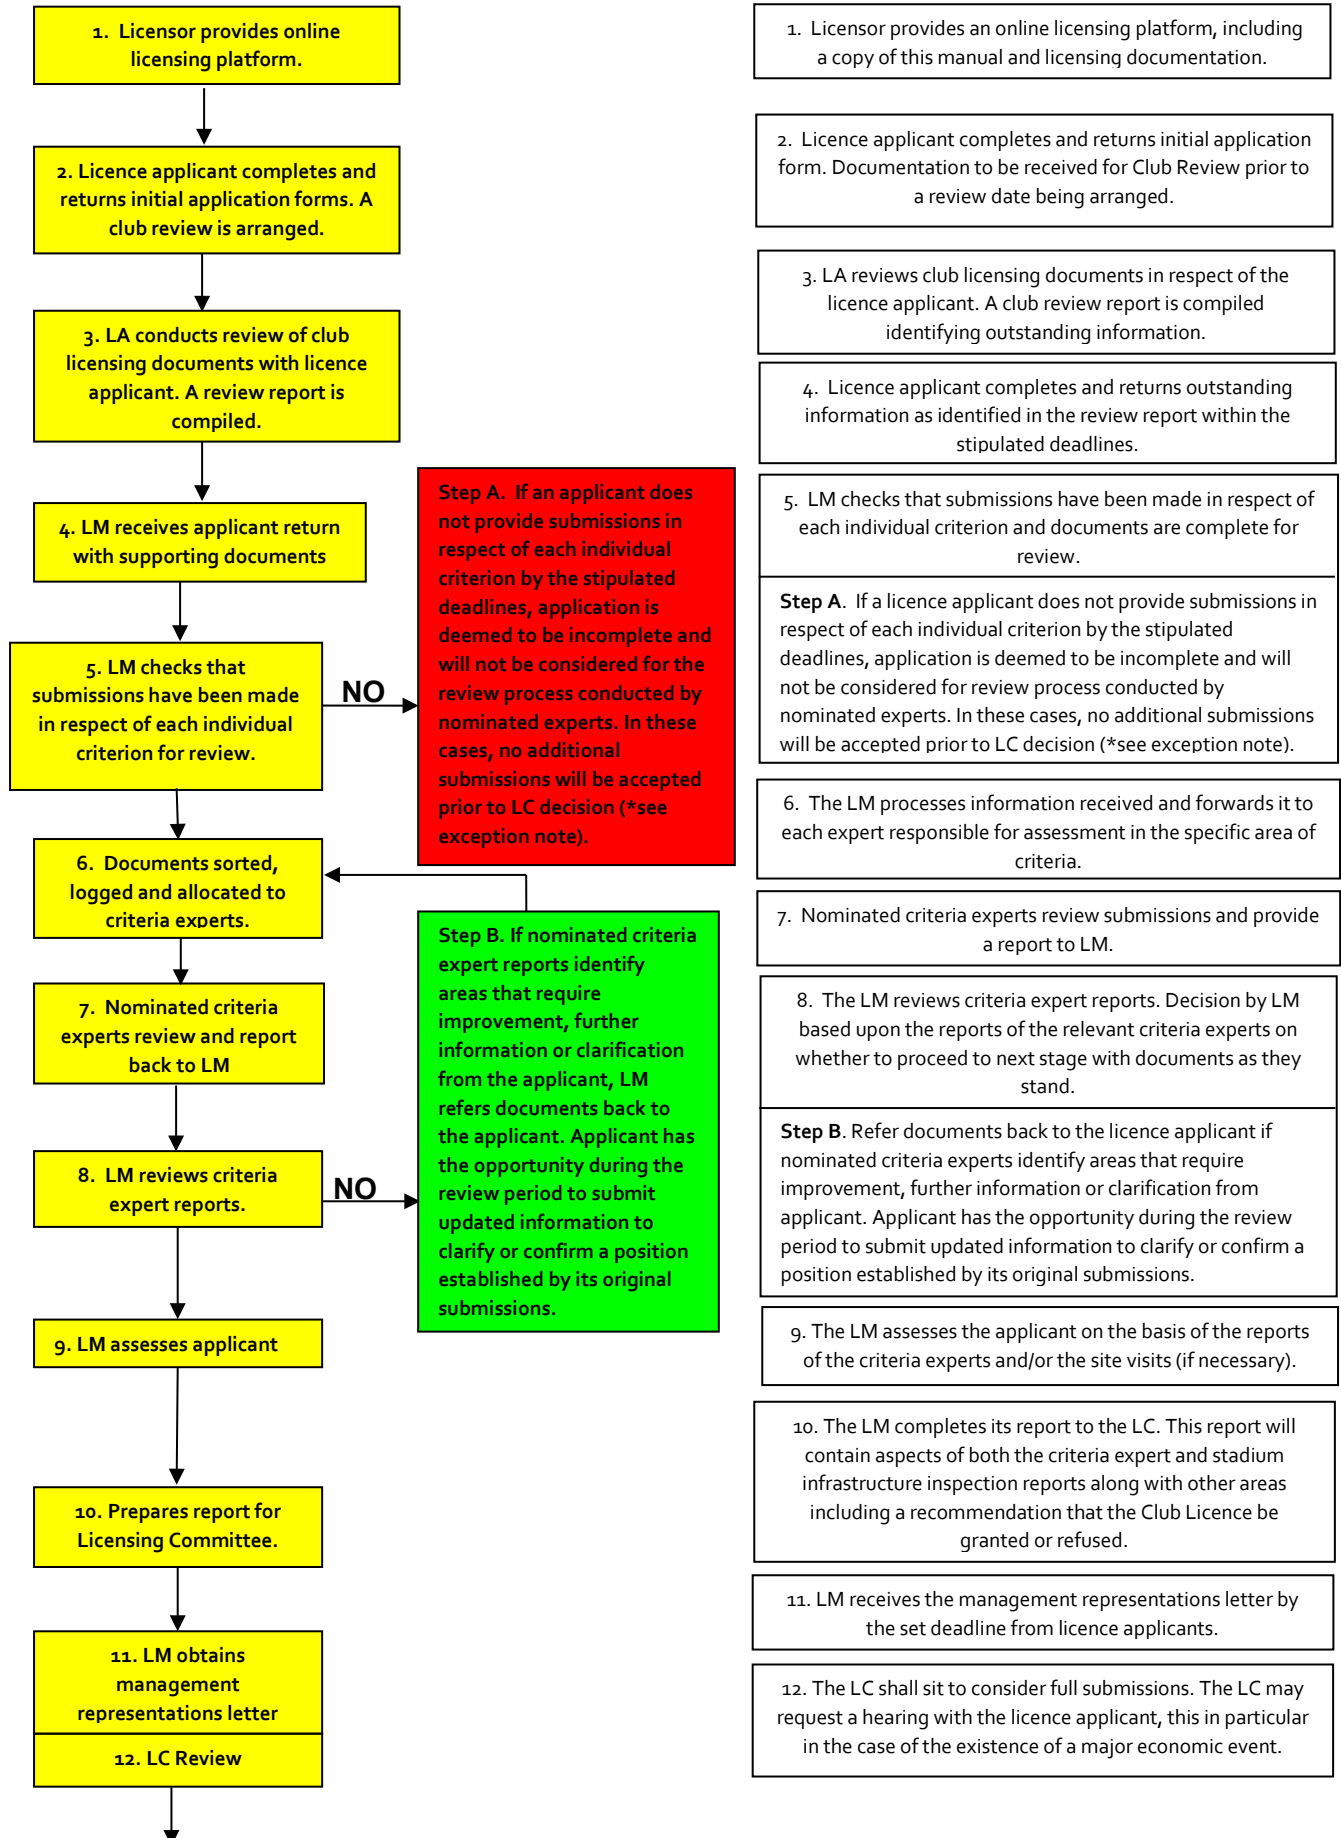 1. Licensor provides online
licensing platform.
2. Licence applicant completes and
returns initial application forms. A
club review is arranged.
3. LA conducts review of club
licensing documents with licence
applicant. A review report is
compiled.
4. LM receives applicant return
with supporting documents
5. LM checks that
submissions have been made
in respect of each individual
criterion for review.
NO
Step A. If an applicant does
not provide submissions in
respect of each individual
criterion by the stipulated
deadlines, application is
deemed to be incomplete and
will not be considered for the
review process conducted by
nominated experts. In these
cases, no additional
submissions will be accepted
prior to LC decision (*see
exception note).
6. Documents sorted,
logged and allocated to
criteria experts.
7. Nominated criteria
experts review and report
back to LM
8. LM reviews criteria
expert reports.
NO
Step B. If nominated criteria
expert reports identify
areas that require
improvement, further
information or clarification
from the applicant, LM
refers documents back to
the applicant. Applicant has
the opportunity during the
review period to submit
updated information to
clarify or confirm a position
established by its original
submissions.
9. LM assesses applicant
10. Prepares report for
Licensing Committee.
11. LM obtains
management
representations letter
12. LC Review
1. Licensor provides an online licensing platform, including
a copy of this manual and licensing documentation.
2. Licence applicant completes and returns initial application
form. Documentation to be received for Club Review prior to
a review date being arranged.
3. LA reviews club licensing documents in respect of the
licence applicant. A club review report is compiled
identifying outstanding information.
4. Licence applicant completes and returns outstanding
information as identified in the review report within the
stipulated deadlines.
5. LM checks that submissions have been made in respect of
each individual criterion and documents are complete for
review.
Step A. If a licence applicant does not provide submissions in
respect of each individual criterion by the stipulated
deadlines, application is deemed to be incomplete and will
not be considered for review process conducted by
nominated experts. In these cases, no additional submissions
will be accepted prior to LC decision (*see exception note).
6. The LM processes information received and forwards it to
each expert responsible for assessment in the specific area of
criteria.
7. Nominated criteria experts review submissions and provide
a report to LM.
8. The LM reviews criteria expert reports. Decision by LM
based upon the reports of the relevant criteria experts on
whether to proceed to next stage with documents as they
stand.
Step B. Refer documents back to the licence applicant if
nominated criteria experts identify areas that require
improvement, further information or clarification from
applicant. Applicant has the opportunity during the review
period to submit updated information to clarify or confirm a
position established by its original submissions.
9. The LM assesses the applicant on the basis of the reports
of the criteria experts and/or the site visits (if necessary).
10. The LM completes its report to the LC. This report will
contain aspects of both the criteria expert and stadium
infrastructure inspection reports along with other areas
including a recommendation that the Club Licence be
granted or refused.
11. LM receives the management representations letter by
the set deadline from licence applicants.
12. The LC shall sit to consider full submissions. The LC may
request a hearing with the licence applicant, this in particular
in the case of the existence of a major economic event.